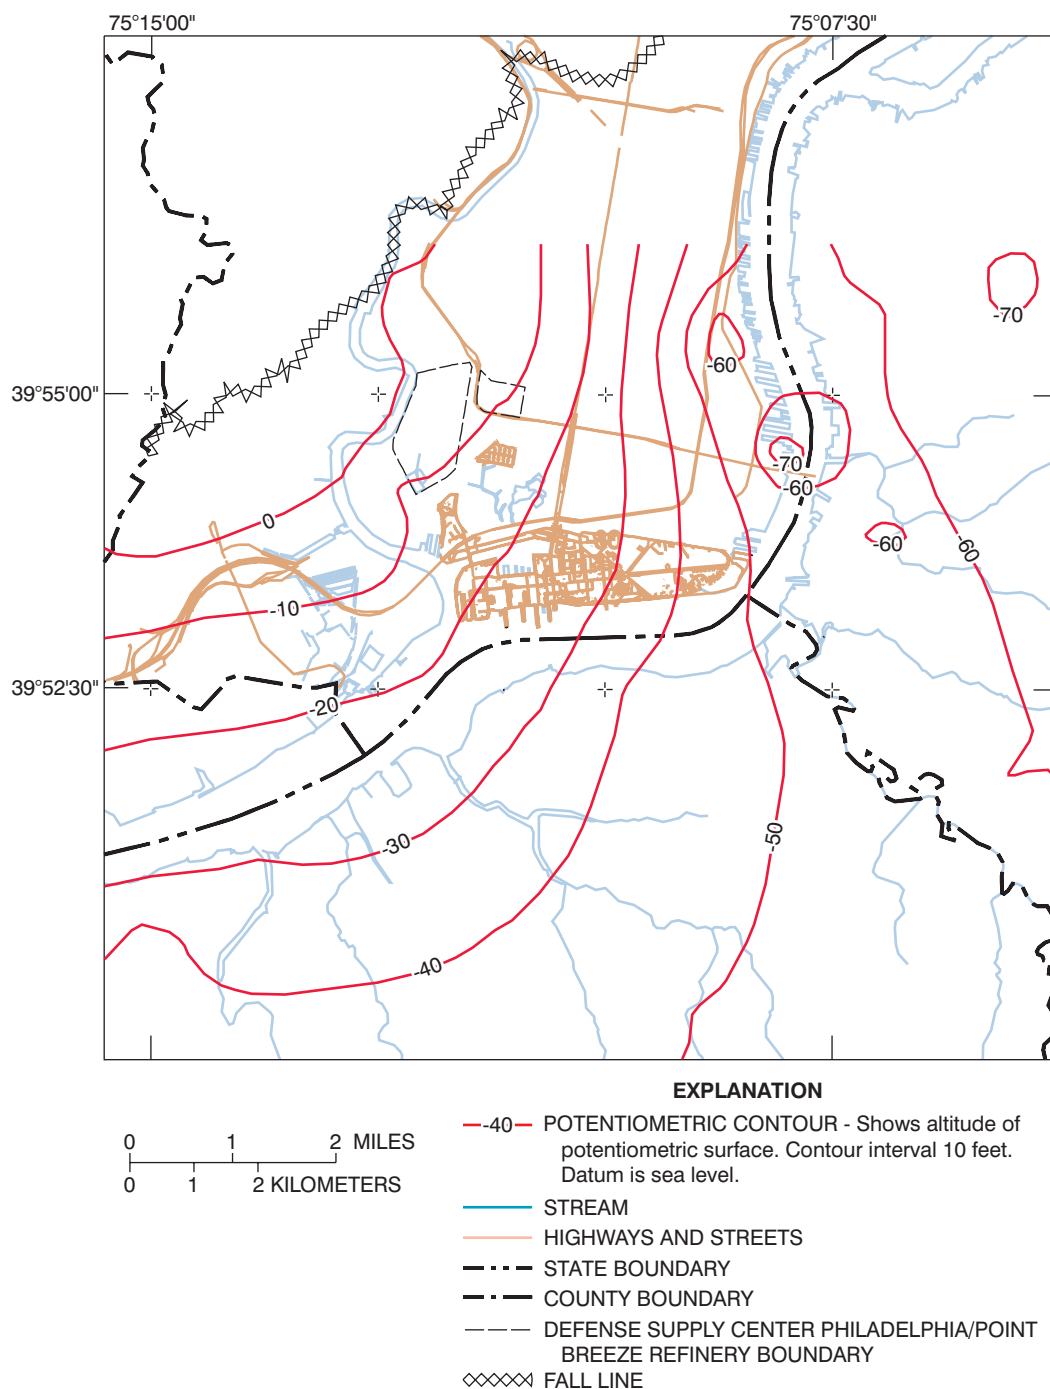 75°15'00"
75°07'30"
-70
-60
39°55'00"
-70
-60
0
-60
-60
-10
39°52'30"
-20
-50
-30
-40
EXPLANATION
0 1 2 MILES
0 1 2 KILOMETERS
-40 POTENTIOMETRIC CONTOUR - Shows altitude of
potentiometric surface. Contour interval 10 feet.
Datum is sea level.
STREAM
HIGHWAYS AND STREETS
STATE BOUNDARY
COUNTY BOUNDARY
DEFENSE SUPPLY CENTER PHILADELPHIA/POINT
BREEZE REFINERY BOUNDARY
FALL LINE